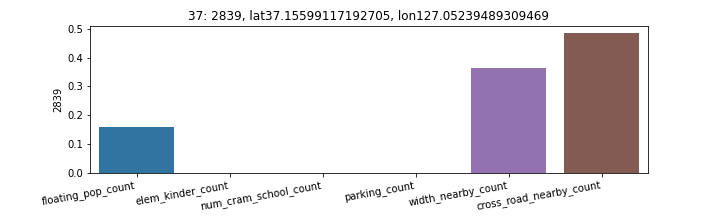 37: 2839, lat37.15599117192705, lon127.05239489309469
0.5
0.4
0.3
0.2
0.1
0.0
2839
floating_pop_count
elem_kinder_count
num_cram_school_count
parking_count
width_nearby_count
cross_road_nearby_count